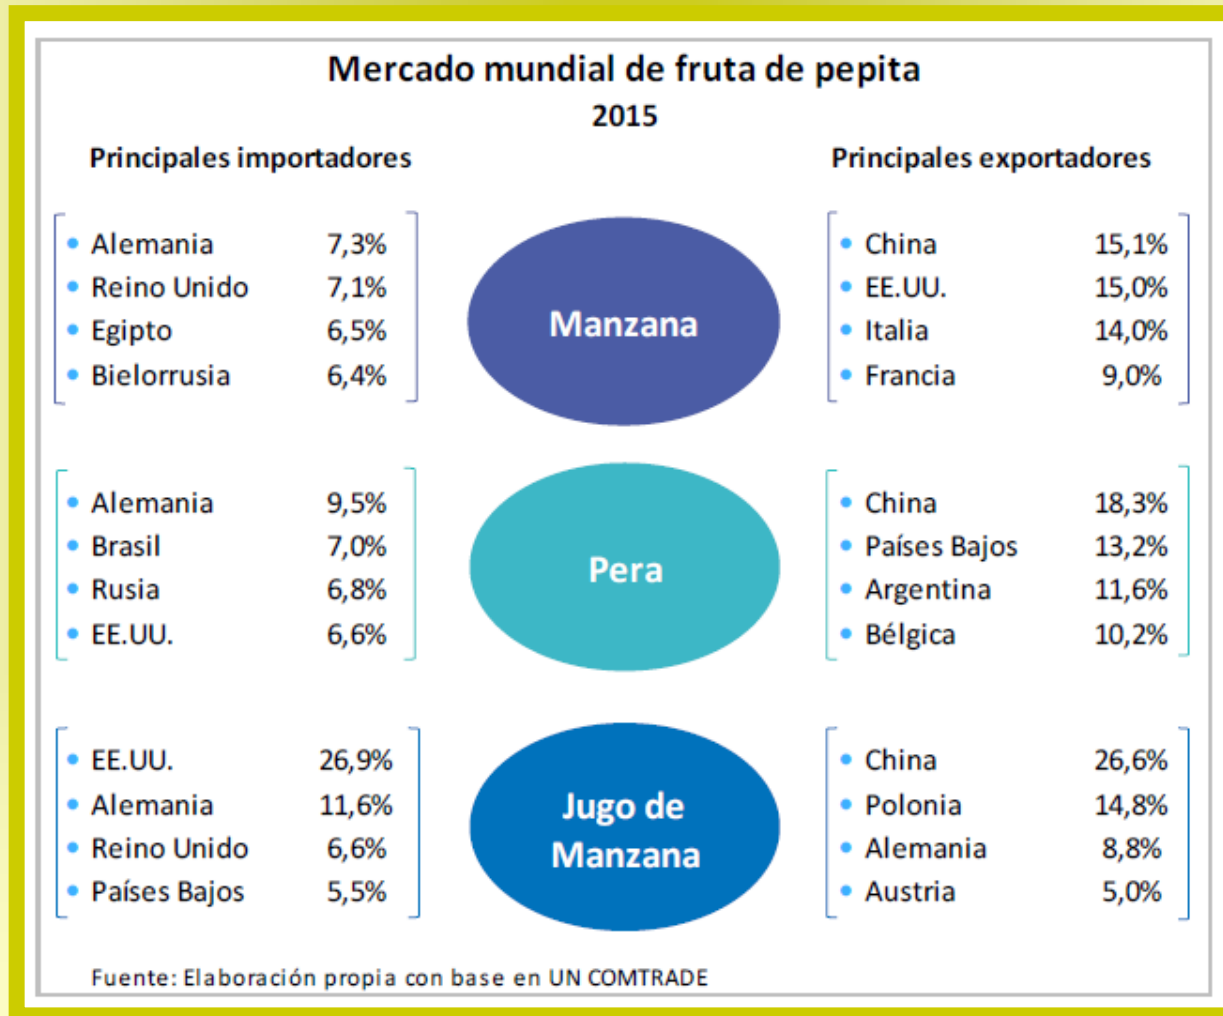 Mercado mundial de fruta de pepita
2015
Principales importadores
Principales exportadores
• Alemania 7,3%
• Reino Unido 7,1%
• Egipto 6,5%
• Bielorrusia 6,4%
Manzana
• China 15,1%
• EE.UU. 15,0%
• Italia 14,0%
• Francia 9,0%
• Alemania 9,5%
• Brasil 7,0%
• Rusia 6,8%
• EE.UU. 6,6%
Pera
• China 18,3%
• Países Bajos 13,2%
• Argentina 11,6%
• Bélgica 10,2%
• EE.UU. 26,9%
• Alemania 11,6%
• Reino Unido 6,6%
• Países Bajos 5,5%
Jugo de
Manzana
• China 26,6%
• Polonia 14,8%
• Alemania 8,8%
• Austria 5,0%
Fuente: Elaboración propia con base en UN COMTRADE